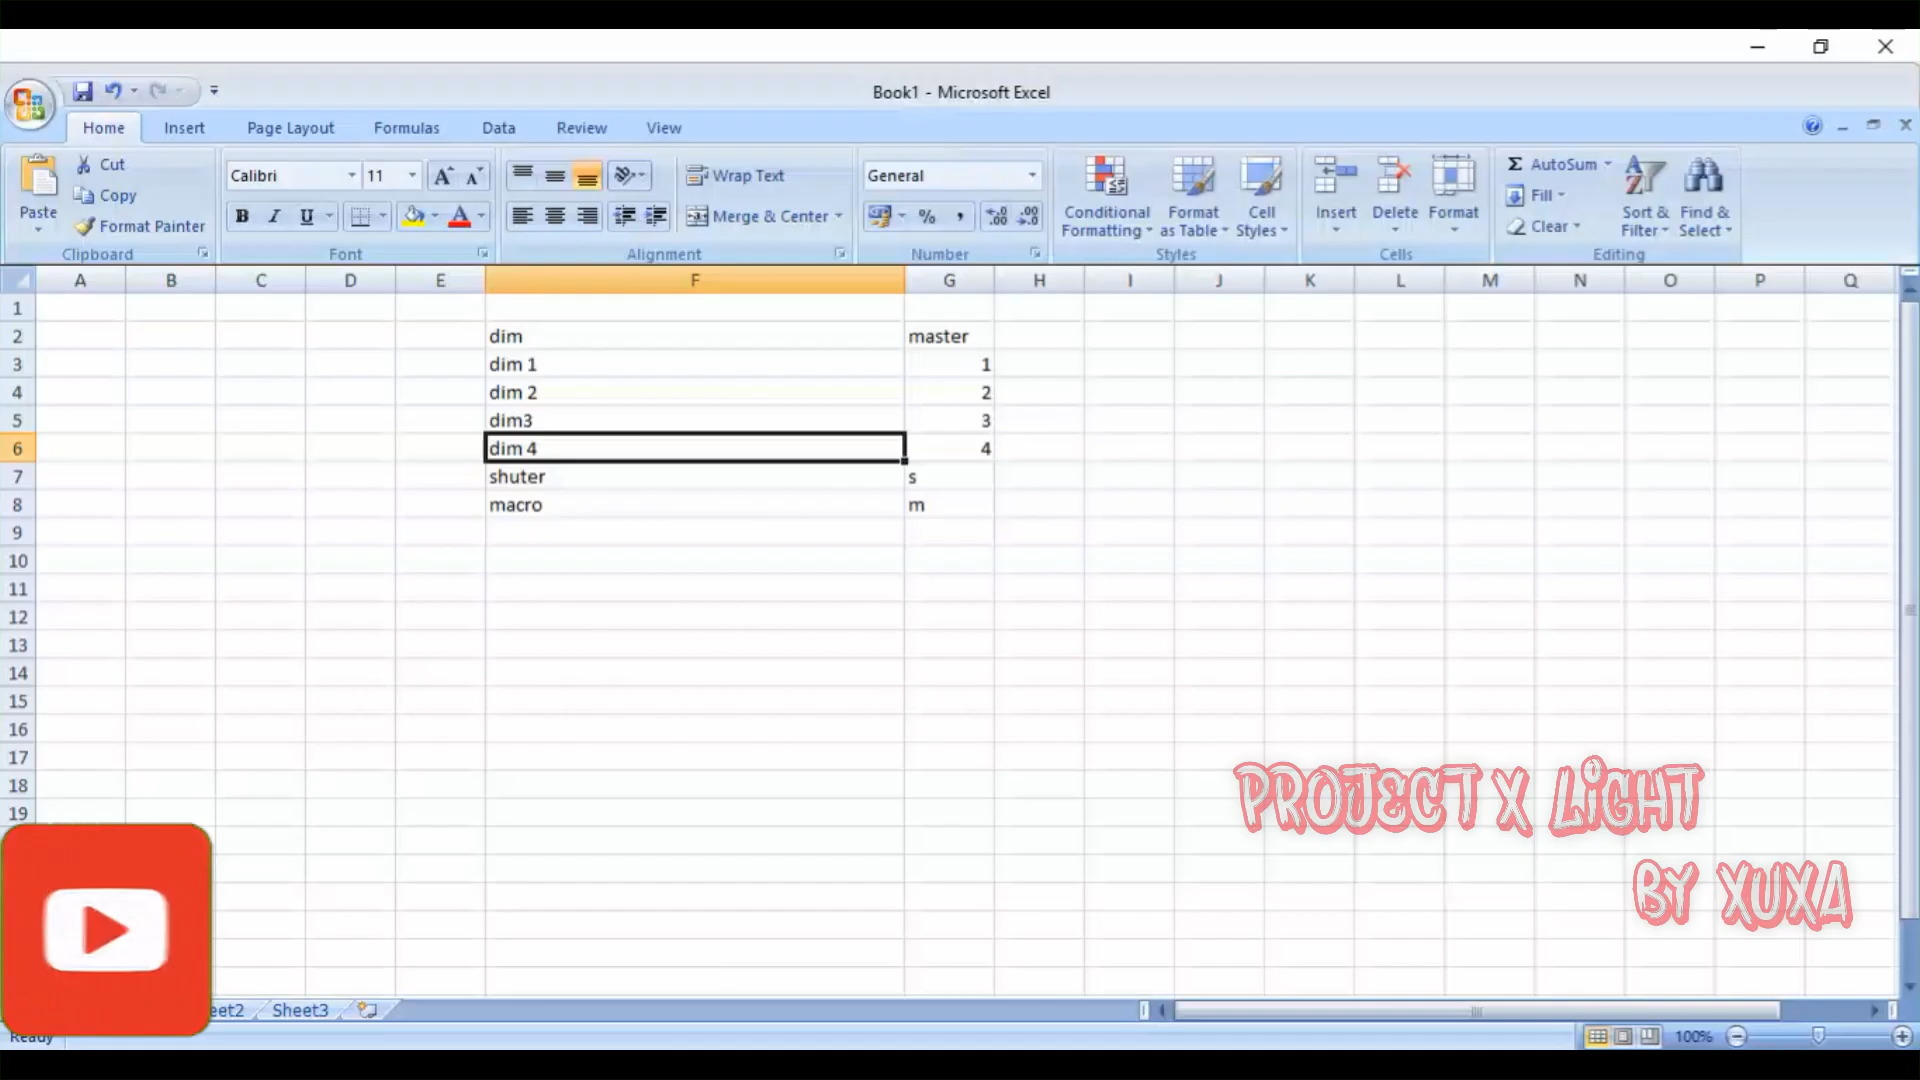 Book1 - Microsoft Excel
Home Insert Page Layout Formulas Data Review View
Paste
Cut
Copy
Format Painter
Clipboard
Calibri 11
B I U A
Font
Wrap Text
Merge & Center
Alignment
General
% , .00 .0
Number
Conditional Formatting
Format as Table
Cell Styles
Styles
Insert Delete Format
Cells
Σ AutoSum
Fill
Clear
Sort & Filter
Find & Select
Editing
A B C D E F G H I J K L M N O P Q
1
2 dim master
3 dim 1 1
4 dim 2 2
5 dim3 3
6 dim 4 4
7 shuter s
8 macro m
9
10
11
12
13
14
15
16
17
18
19
PROJECT X LIGHT
BY XUXA
eet2 Sheet3
Ready 100%